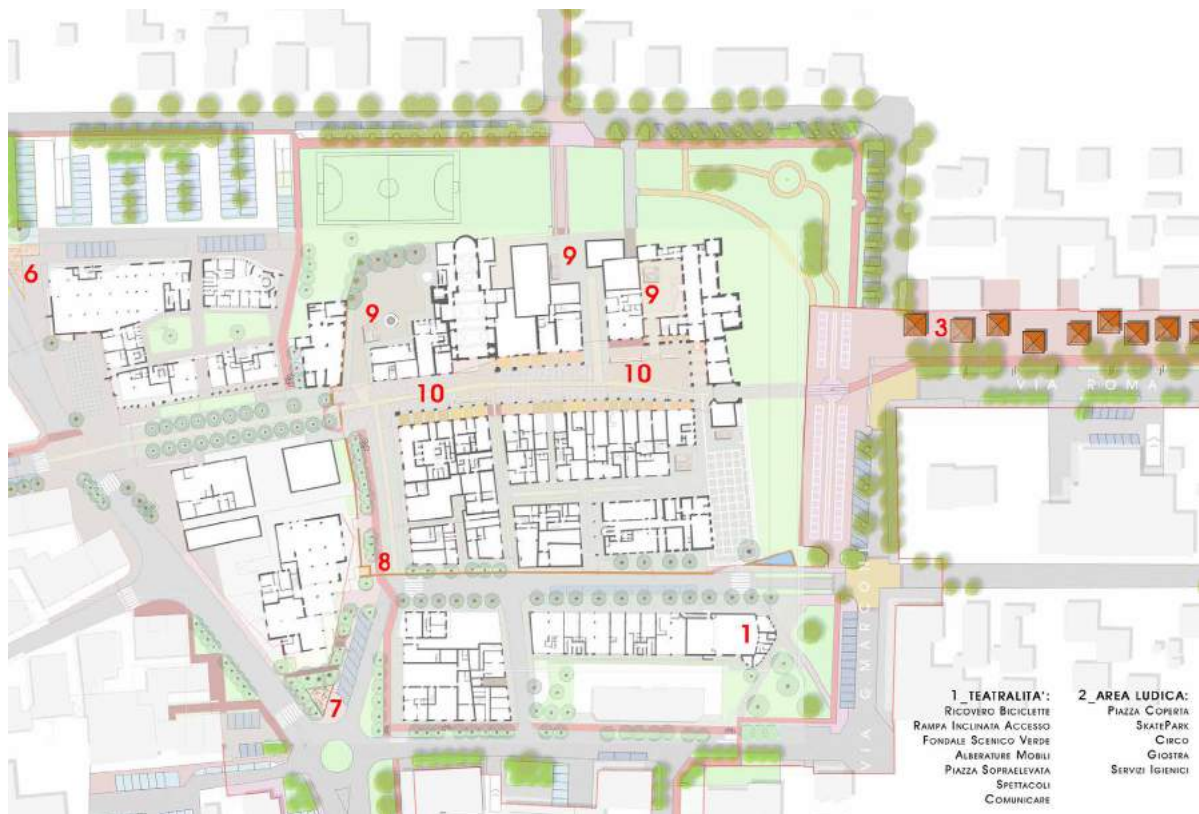 6
9
9
9
3
VIA ROMA
10
10
8
1
7
VIA G MARCONI
1_TEATRALITA':
RICOVERO BICICLETTE
RAMPA INCLINATA ACCESSO
FONDALE SCENICO VERDE
ALBERATURE MOBILI
PIAZZA SOPRAELEVATA
SPETTACOLI
COMUNICARE
2_AREA LUDICA:
PIAZZA COPERTA
SKATEPARK
CIRCO
GIOSTRA
SERVIZI IGIENICI